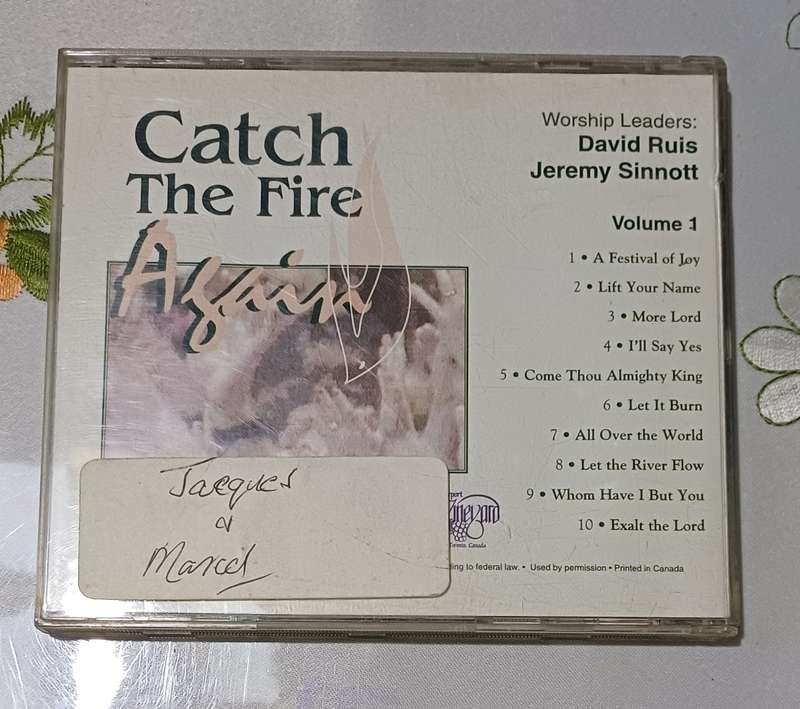 Catch
The Fire
Again
Worship Leaders:
David Ruis
Jeremy Sinnott
Volume 1
1 • A Festival of Joy
2 • Lift Your Name
3 • More Lord
4 • I'll Say Yes
5 • Come Thou Almighty King
6 • Let It Burn
7 • All Over the World
8 • Let the River Flow
9 • Whom Have I But You
10 • Exalt the Lord
Jacques
&
Marcel
Toronto, Canada
to federal law. • Used by permission • Printed in Canada